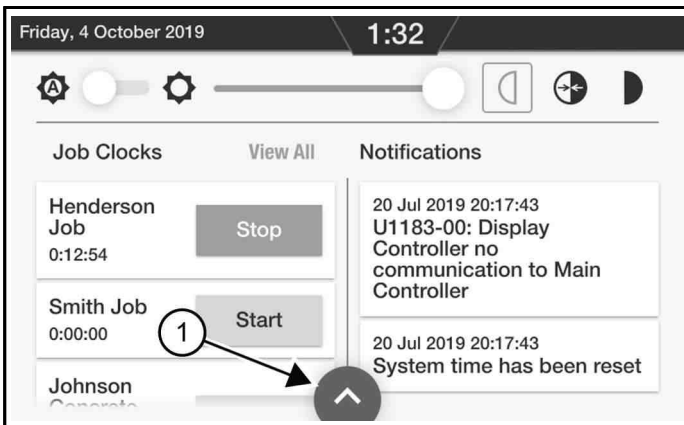 Friday, 4 October 2019
1:32
A
Job Clocks
View All
Notifications
Henderson
Job
0:12:54
Stop
Smith Job
0:00:00
Start
1
Johnson
Concrete
20 Jul 2019 20:17:43
U1183-00: Display
Controller no
communication to Main
Controller
20 Jul 2019 20:17:43
System time has been reset